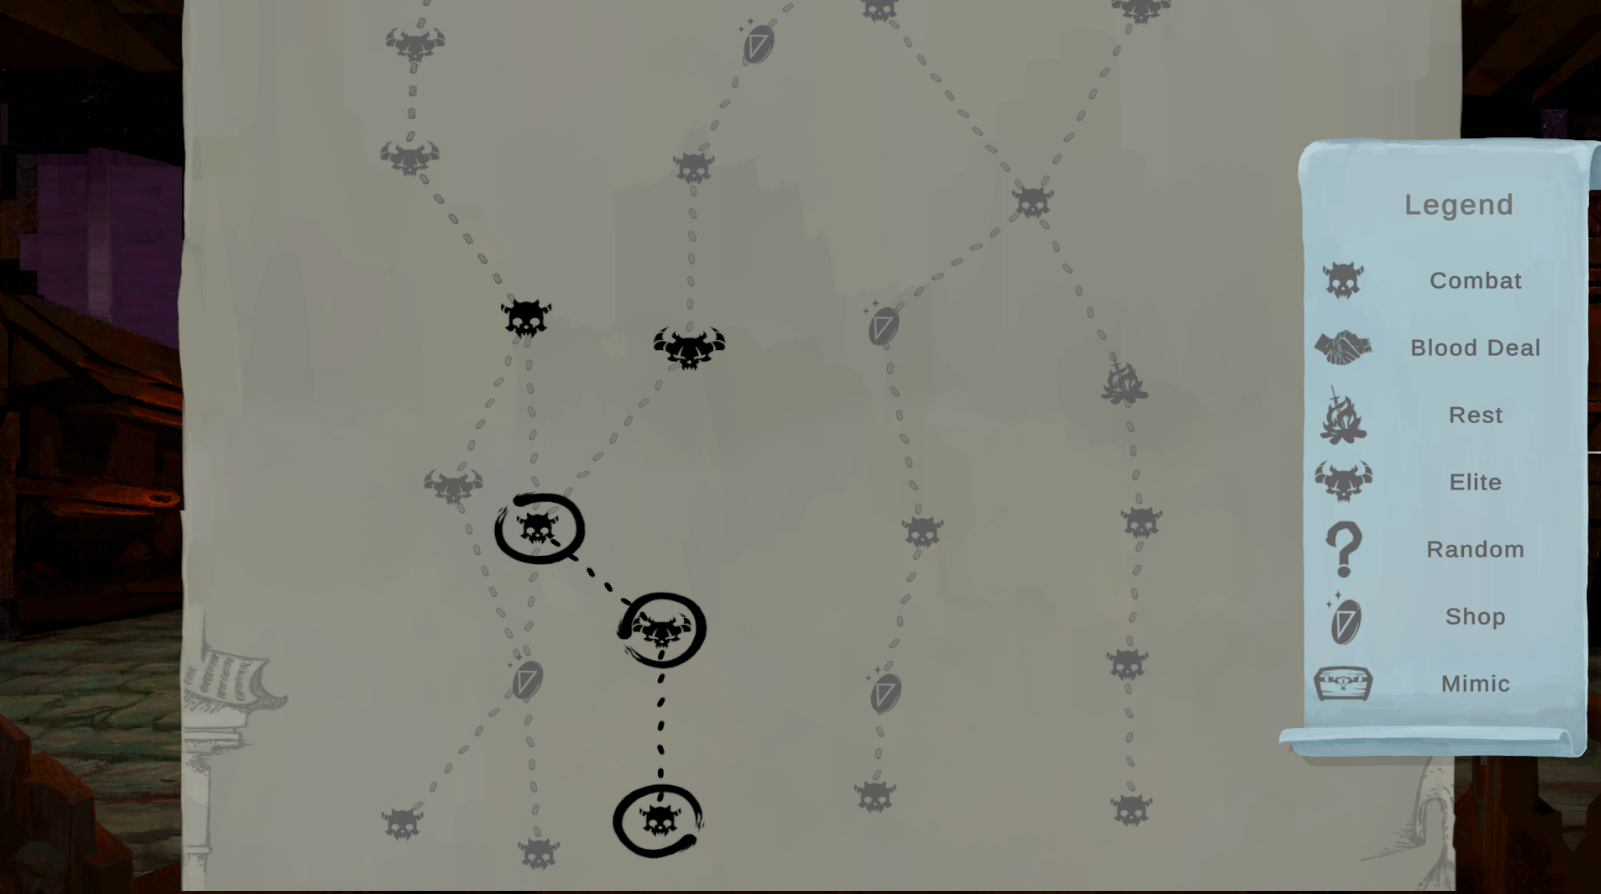 Legend
Combat
Blood Deal
Rest
Elite
Random
Shop
Mimic